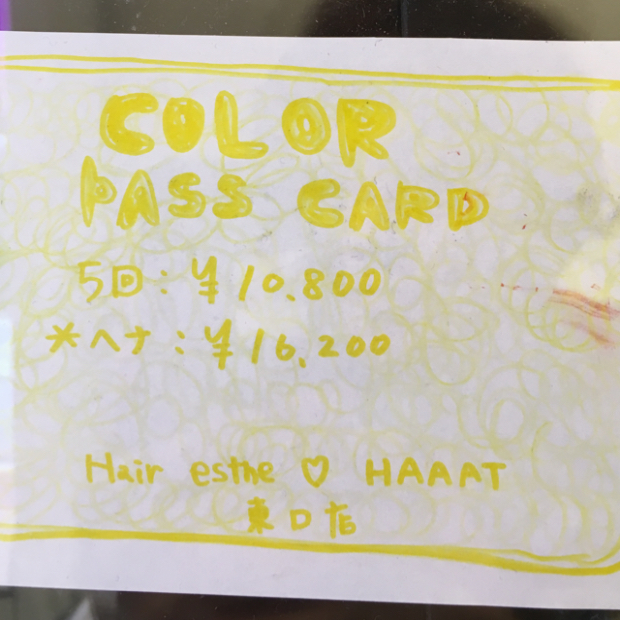 COLOR
PASS CARD
5回:¥10.800
*ヘナ:¥16,200
Hair esthe ♡ HAAAT
東口店